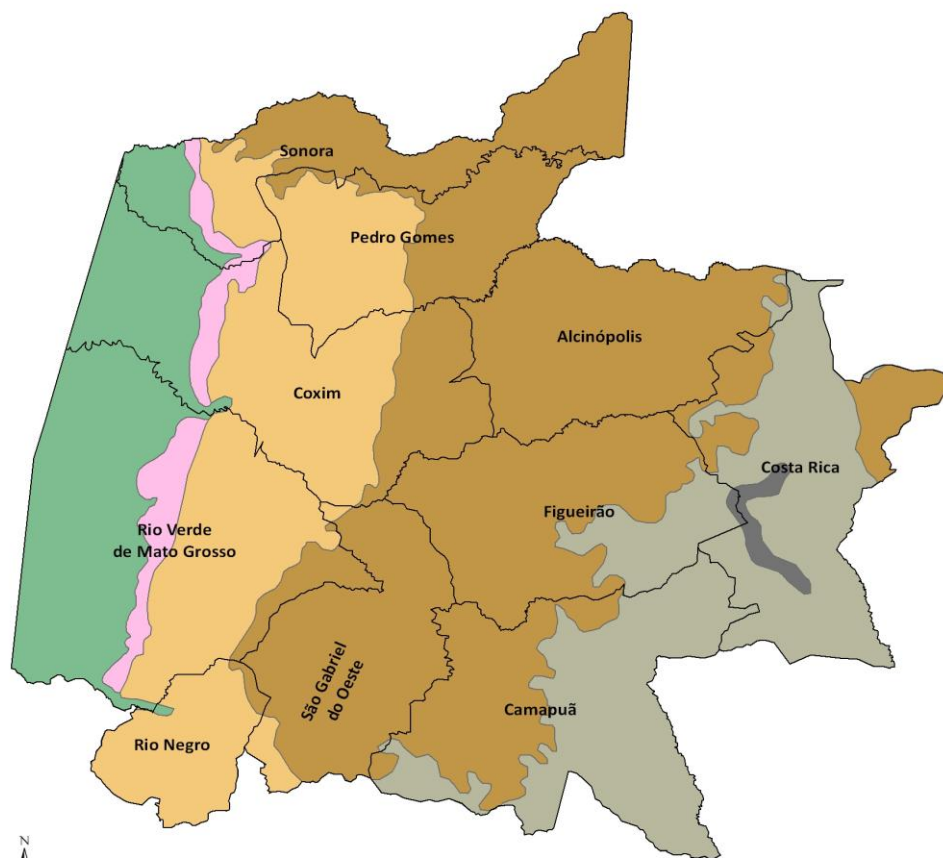 Sonora
Pedro Gomes
Alcinópolis
Coxim
Costa Rica
Figueirão
Rio Verde
de Mato Grosso
São Gabriel
do Oeste
Camapuã
Rio Negro
N